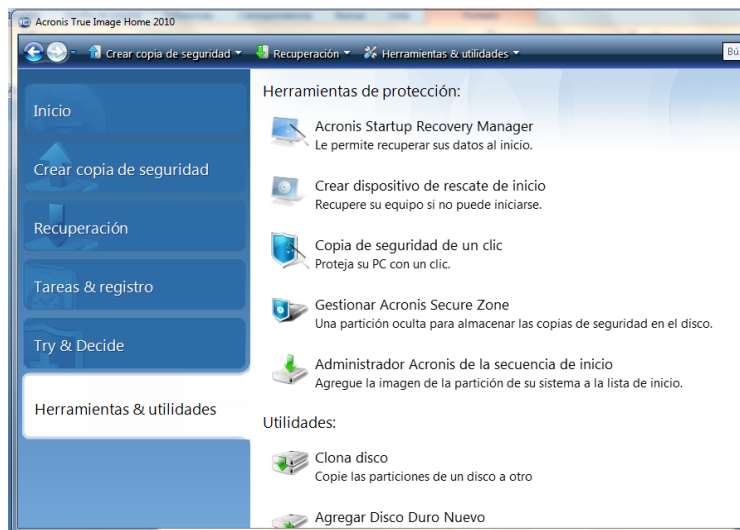 Acronis True Image Home 2010
Crear copia de seguridad Recuperación Herramientas & utilidades Bú
Inicio
Crear copia de seguridad
Recuperación
Tareas & registro
Try & Decide
Herramientas & utilidades
Herramientas de protección:
Acronis Startup Recovery Manager
Le permite recuperar sus datos al inicio.
Crear dispositivo de rescate de inicio
Recupere su equipo si no puede iniciarse.
Copia de seguridad de un clic
Proteja su PC con un clic.
Gestionar Acronis Secure Zone
Una partición oculta para almacenar las copias de seguridad en el disco.
Administrador Acronis de la secuencia de inicio
Agregue la imagen de la partición de su sistema a la lista de inicio.
Utilidades:
Clona disco
Copie las particiones de un disco a otro
Agregar Disco Duro Nuevo